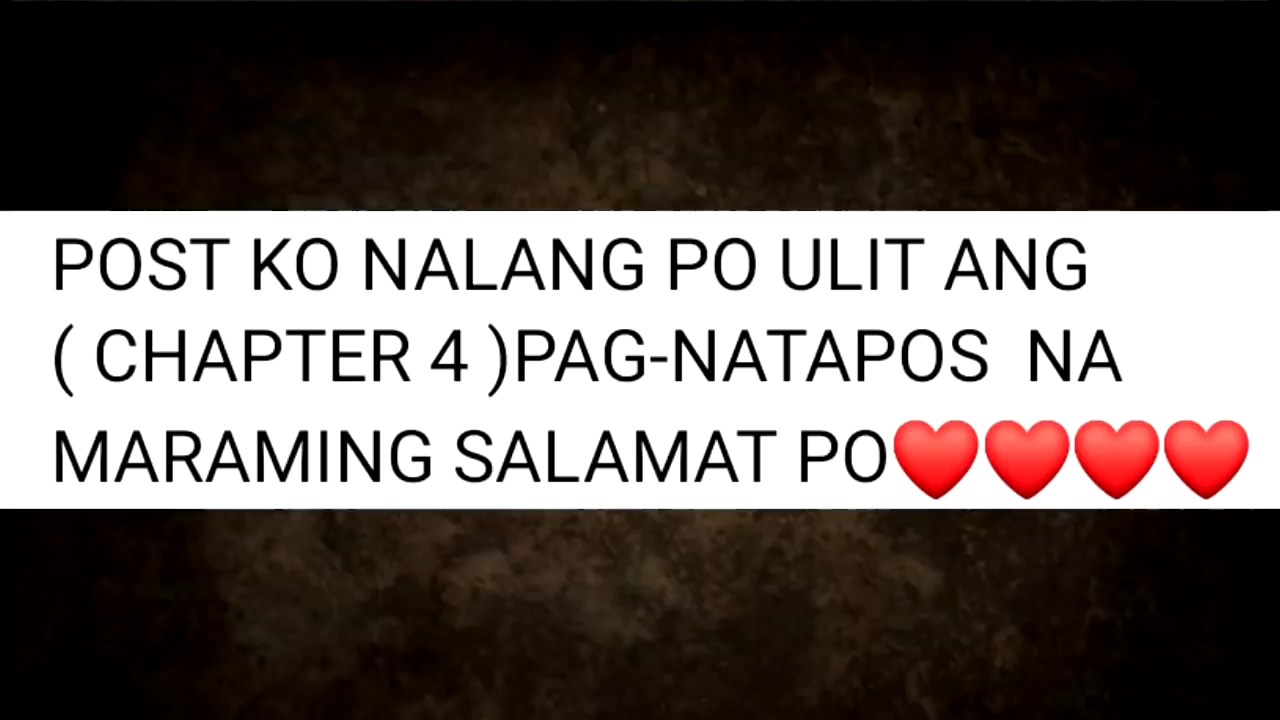 POST KO NALANG PO ULIT ANG
( CHAPTER 4 )PAG-NATAPOS  NA
MARAMING SALAMAT PO❤️❤️❤️❤️